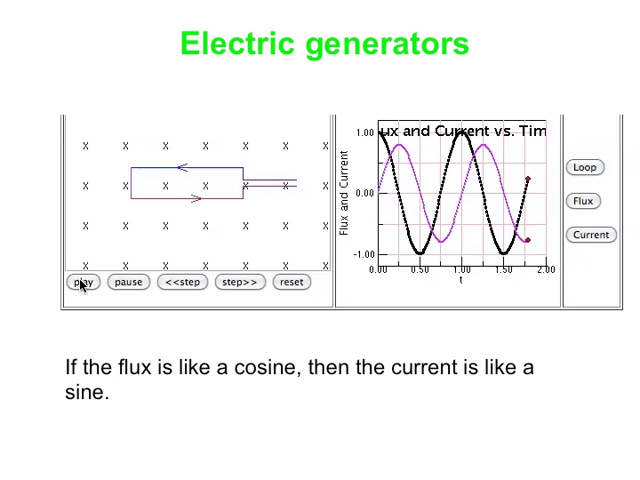 Electric generators
ux and Current vs. Tim
X X X X X X X
1.00
Flux and Current
Loop
X X X X X X X
0.00
Flux
X X X X X X X
Current
-1.00
X X X X X X X
0.00 0.50 1.00 1.50 2.00
t
play pause <<step step>> reset
If the flux is like a cosine, then the current is like a
sine.